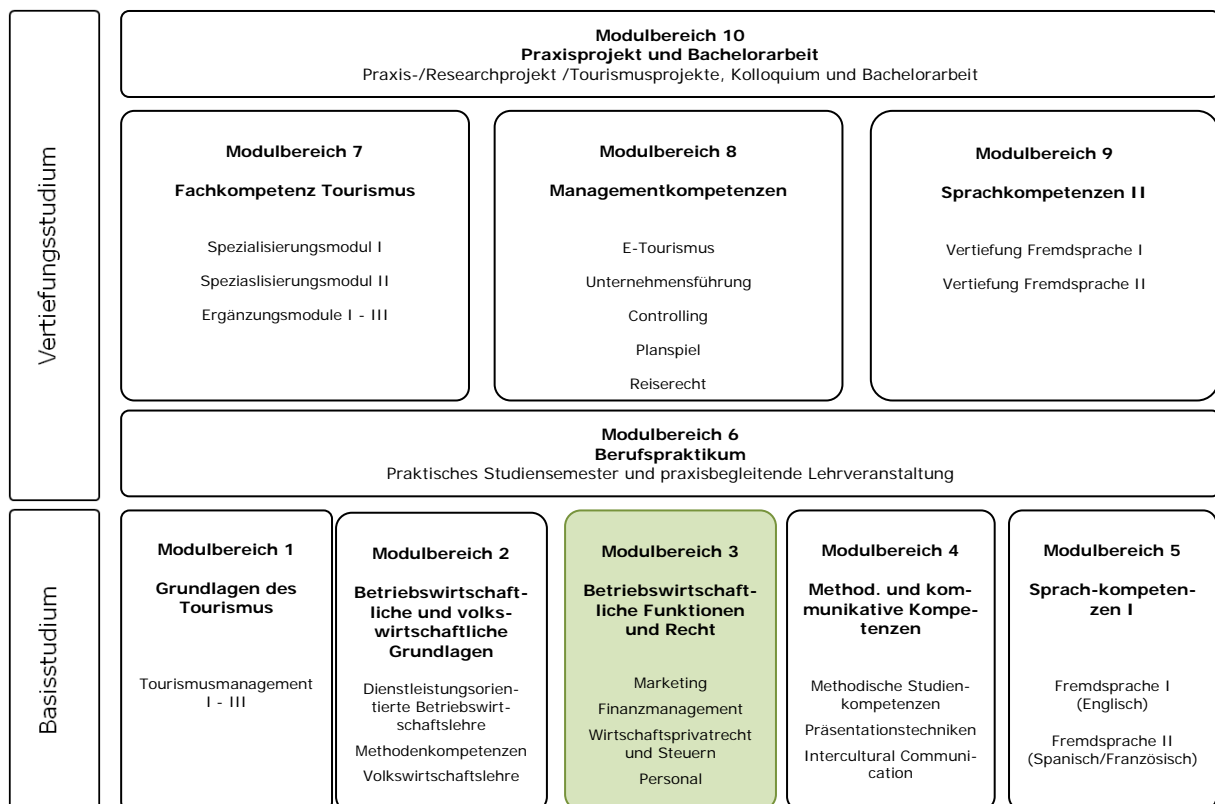 Vertiefungsstudium
Modulbereich 10
Praxisprojekt und Bachelorarbeit
Praxis-/Researchprojekt /Tourismusprojekte, Kolloquium und Bachelorarbeit
Modulbereich 7
Fachkompetenz Tourismus
Spezialisierungsmodul I
Speziaslisierungsmodul II
Ergänzungsmodule I - III
Modulbereich 8
Managementkompetenzen
E-Tourismus
Unternehmensführung
Controlling
Planspiel
Reiserecht
Modulbereich 9
Sprachkompetenzen II
Vertiefung Fremdsprache I
Vertiefung Fremdsprache II
Modulbereich 6
Berufspraktikum
Praktisches Studiensemester und praxisbegleitende Lehrveranstaltung
Basisstudium
Modulbereich 1
Grundlagen des
Tourismus
Tourismusmanagement
I - III
Modulbereich 2
Betriebswirtschaft-
liche und volks-
wirtschaftliche
Grundlagen
Dienstleistungsorien-
tierte Betriebswirt-
schaftslehre
Methodenkompetenzen
Volkswirtschaftslehre
Modulbereich 3
Betriebswirtschaft-
liche Funktionen
und Recht
Marketing
Finanzmanagement
Wirtschaftsprivatrecht
und Steuern
Personal
Modulbereich 4
Method. und kom-
munikative Kompe-
tenzen
Methodische Studien-
kompetenzen
Präsentationstechniken
Intercultural Communi-
cation
Modulbereich 5
Sprach-kompeten-
zen I
Fremdsprache I
(Englisch)
Fremdsprache II
(Spanisch/Französisch)